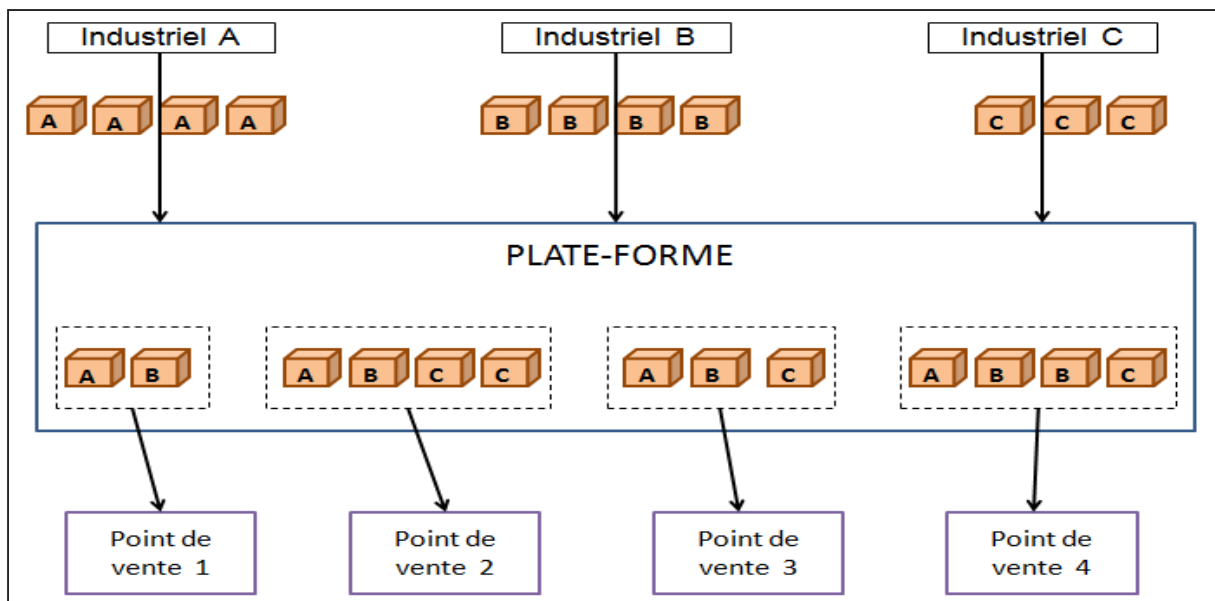 Industriel A
Industriel B
Industriel C
A A A A
B B B B
C C C
PLATE-FORME
A B
A B C C
A B C
A B B C
Point de
vente 1
Point de
vente 2
Point de
vente 3
Point de
vente 4